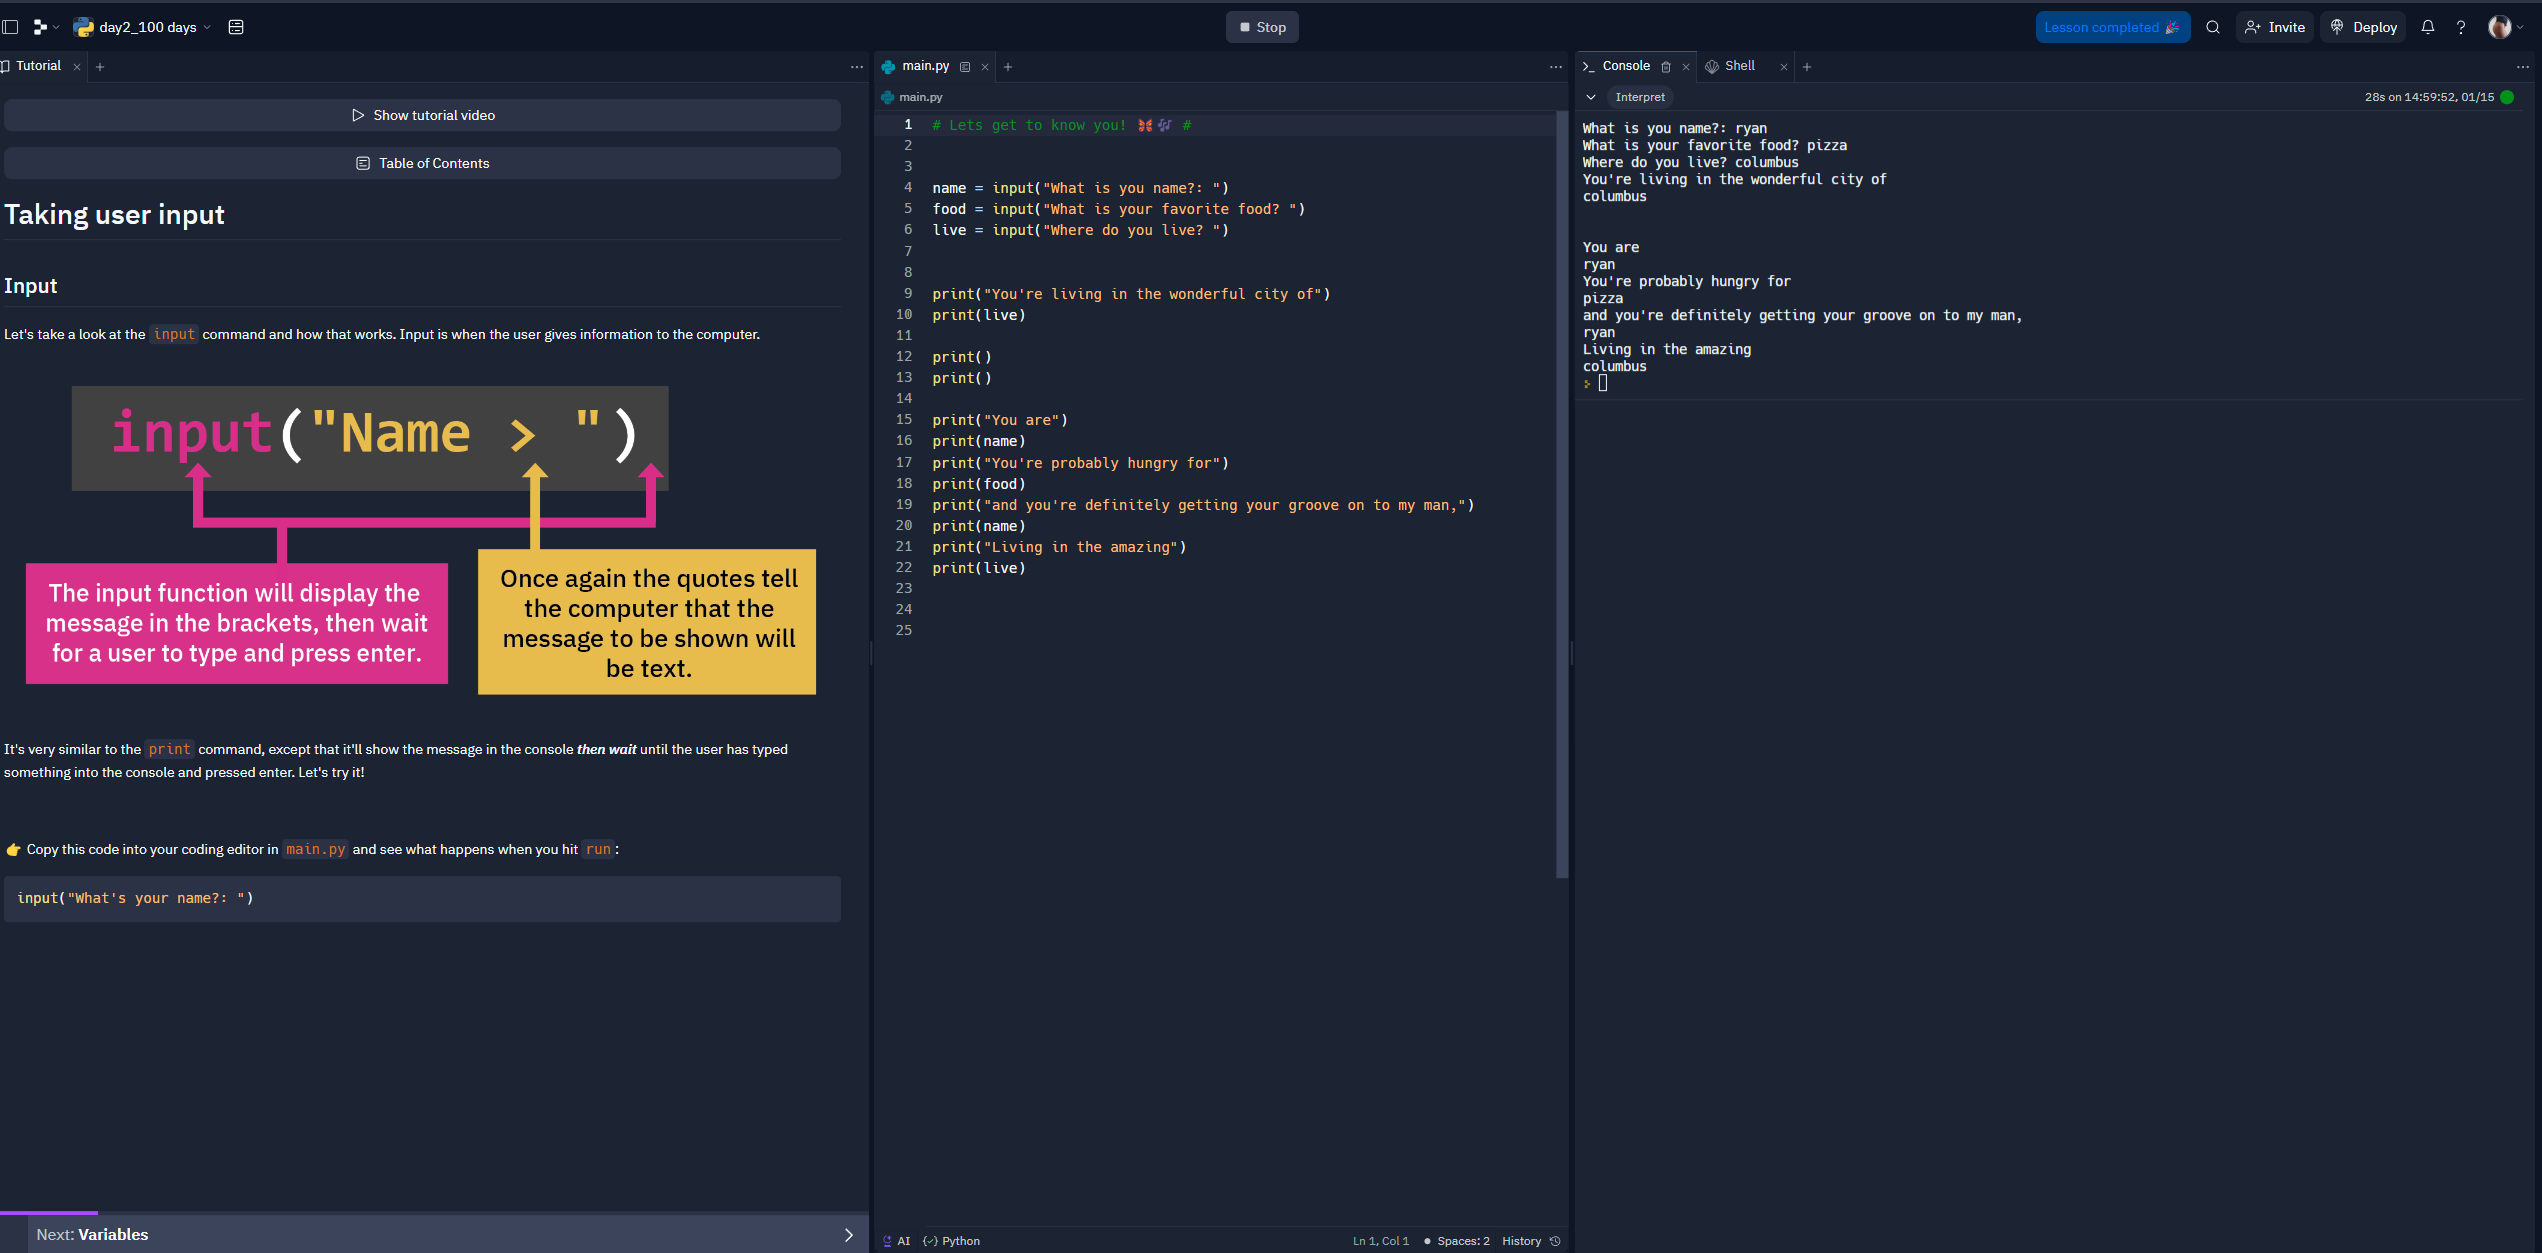 day2_100 days
Stop
Lesson completed 🎉
Invite
Deploy
?
Tutorial
Show tutorial video
Table of Contents
Taking user input
Input
Let's take a look at the input command and how that works. Input is when the user gives information to the computer.
input("Name > ")
The input function will display the
message in the brackets, then wait
for a user to type and press enter.
Once again the quotes tell
the computer that the
message to be shown will
be text.
It's very similar to the print command, except that it'll show the message in the console then wait until the user has typed
something into the console and pressed enter. Let's try it!
👉 Copy this code into your coding editor in main.py and see what happens when you hit run:
input("What's your name?: ")
Next: Variables
main.py
main.py
1 # Lets get to know you! 🦋🎶 #
2
3
4 name = input("What is you name?: ")
5 food = input("What is your favorite food? ")
6 live = input("Where do you live? ")
7
8
9 print("You're living in the wonderful city of")
10 print(live)
11
12 print()
13 print()
14
15 print("You are")
16 print(name)
17 print("You're probably hungry for")
18 print(food)
19 print("and you're definitely getting your groove on to my man,")
20 print(name)
21 print("Living in the amazing")
22 print(live)
23
24
25
AI
Python
Ln 1, Col 1
Spaces: 2
History
Console
Shell
Interpret
28s on 14:59:52, 01/15
What is you name?: ryan
What is your favorite food? pizza
Where do you live? columbus
You're living in the wonderful city of
columbus
You are
ryan
You're probably hungry for
pizza
and you're definitely getting your groove on to my man,
ryan
Living in the amazing
columbus